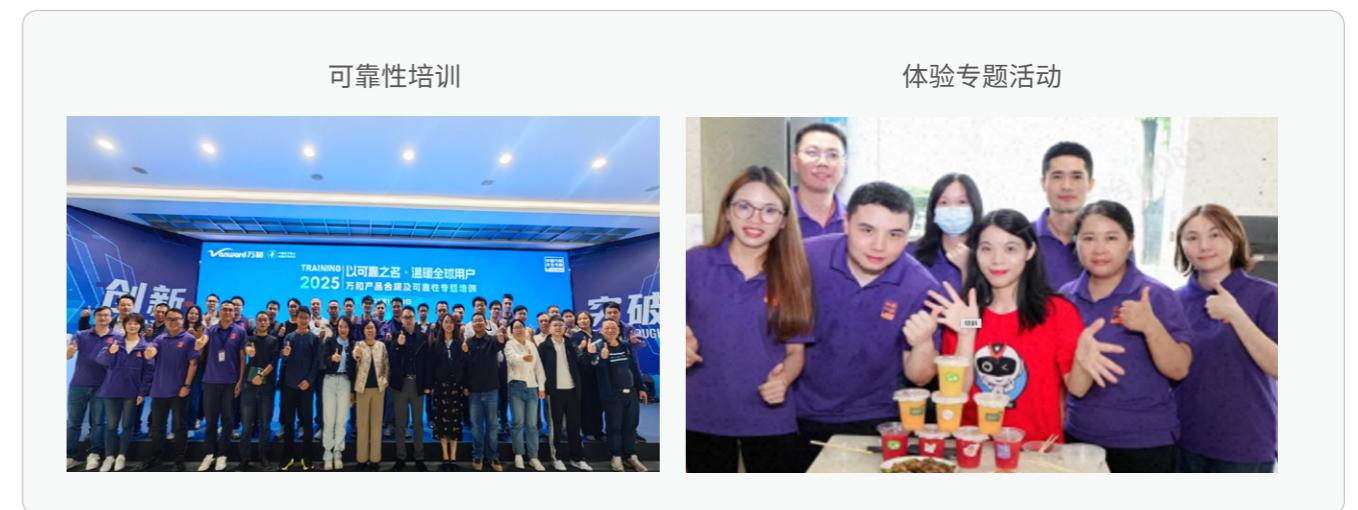 可靠性培训
体验专题活动
Vanward万和
TRAINING
2025
以可靠之名·温暖全球用户
万和产品合规及可靠性专题培训
创新
突破